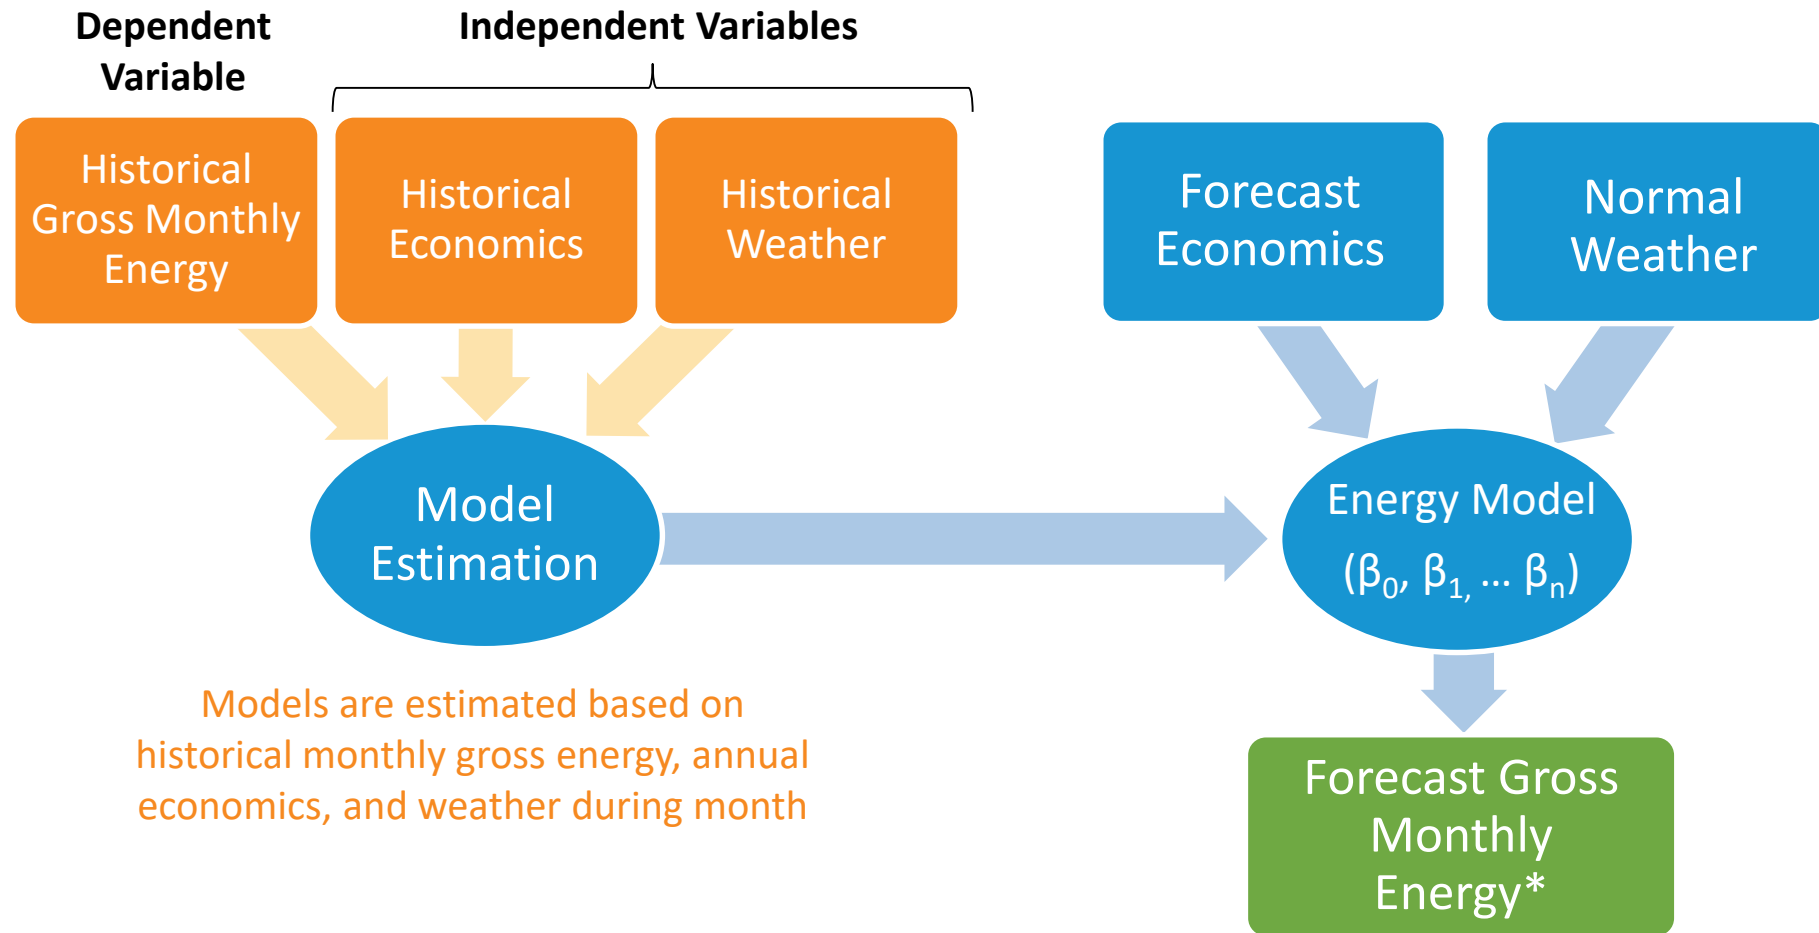 Dependent
Variable
Independent Variables
Historical
Gross Monthly
Energy
Historical
Economics
Historical
Weather
Forecast
Economics
Normal
Weather
Model
Estimation
Energy Model
(β₀, β₁, ... βₙ)
Models are estimated based on
historical monthly gross energy, annual
economics, and weather during month
Forecast Gross
Monthly
Energy*